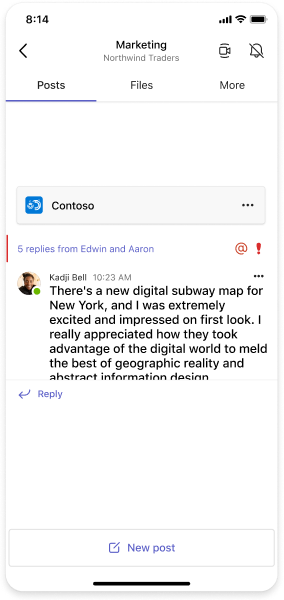 8:14
Marketing
Northwind Traders
Posts Files More
Contoso
5 replies from Edwin and Aaron
Kadji Bell 10:23 AM
There's a new digital subway map for
New York, and I was extremely
excited and impressed on first look. I
really appreciated how they took
advantage of the digital world to meld
the best of geographic reality and
abstract information design
Reply
New post